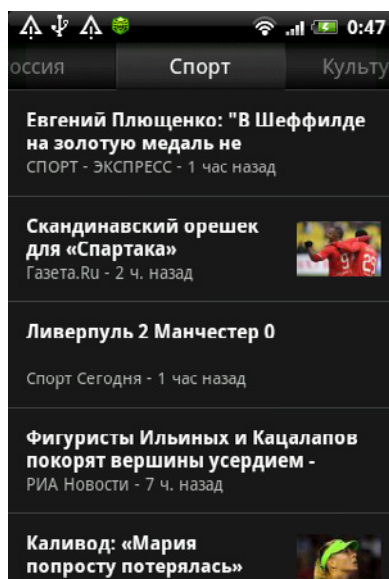 0:47
оссия Спорт Культу
Евгений Плющенко: "В Шеффилде
на золотую медаль не
СПОРТ - ЭКСПРЕСС - 1 час назад
Скандинавский орешек
для «Спартака»
Газета.Ru - 2 ч. назад
Ливерпуль 2 Манчестер 0
Спорт Сегодня - 1 час назад
Фигуристы Ильиных и Кацалапов
покорят вершины усердием -
РИА Новости - 7 ч. назад
Каливод: «Мария
попросту потерялась»